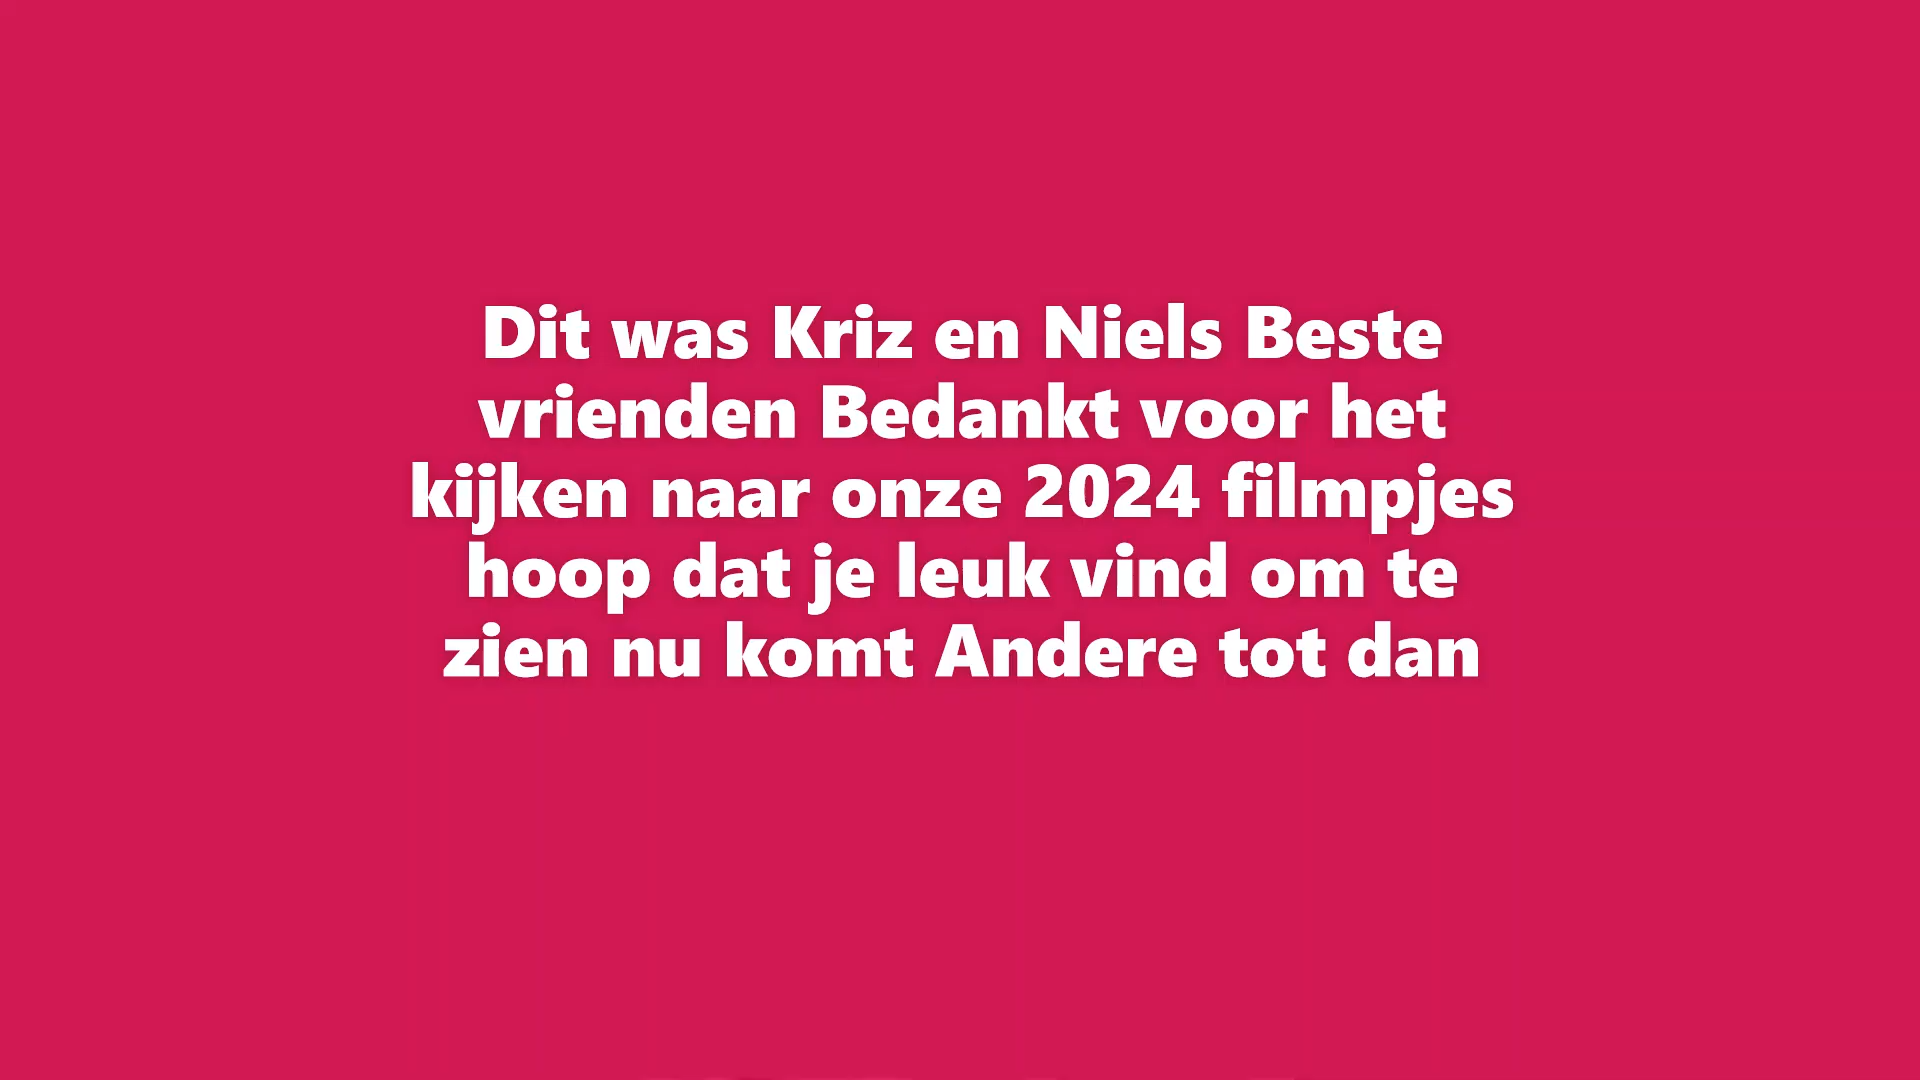 Dit was Kriz en Niels Beste
vrienden Bedankt voor het
kijken naar onze 2024 filmpjes
hoop dat je leuk vind om te
zien nu komt Andere tot dan